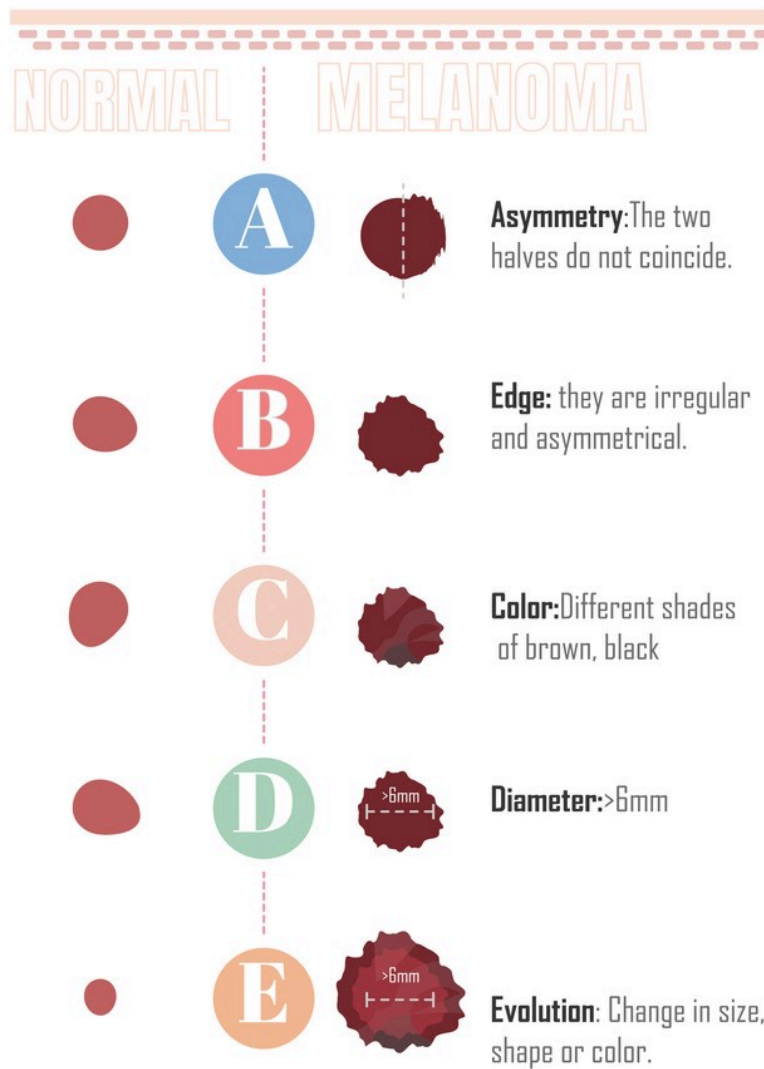 NORMAL
MELANOMA
A
Asymmetry:The two
halves do not coincide.
B
Edge: they are irregular
and asymmetrical.
C
Color:Different shades
of brown, black
D
>6mm
Diameter:>6mm
E
>6mm
Evolution: Change in size,
shape or color.